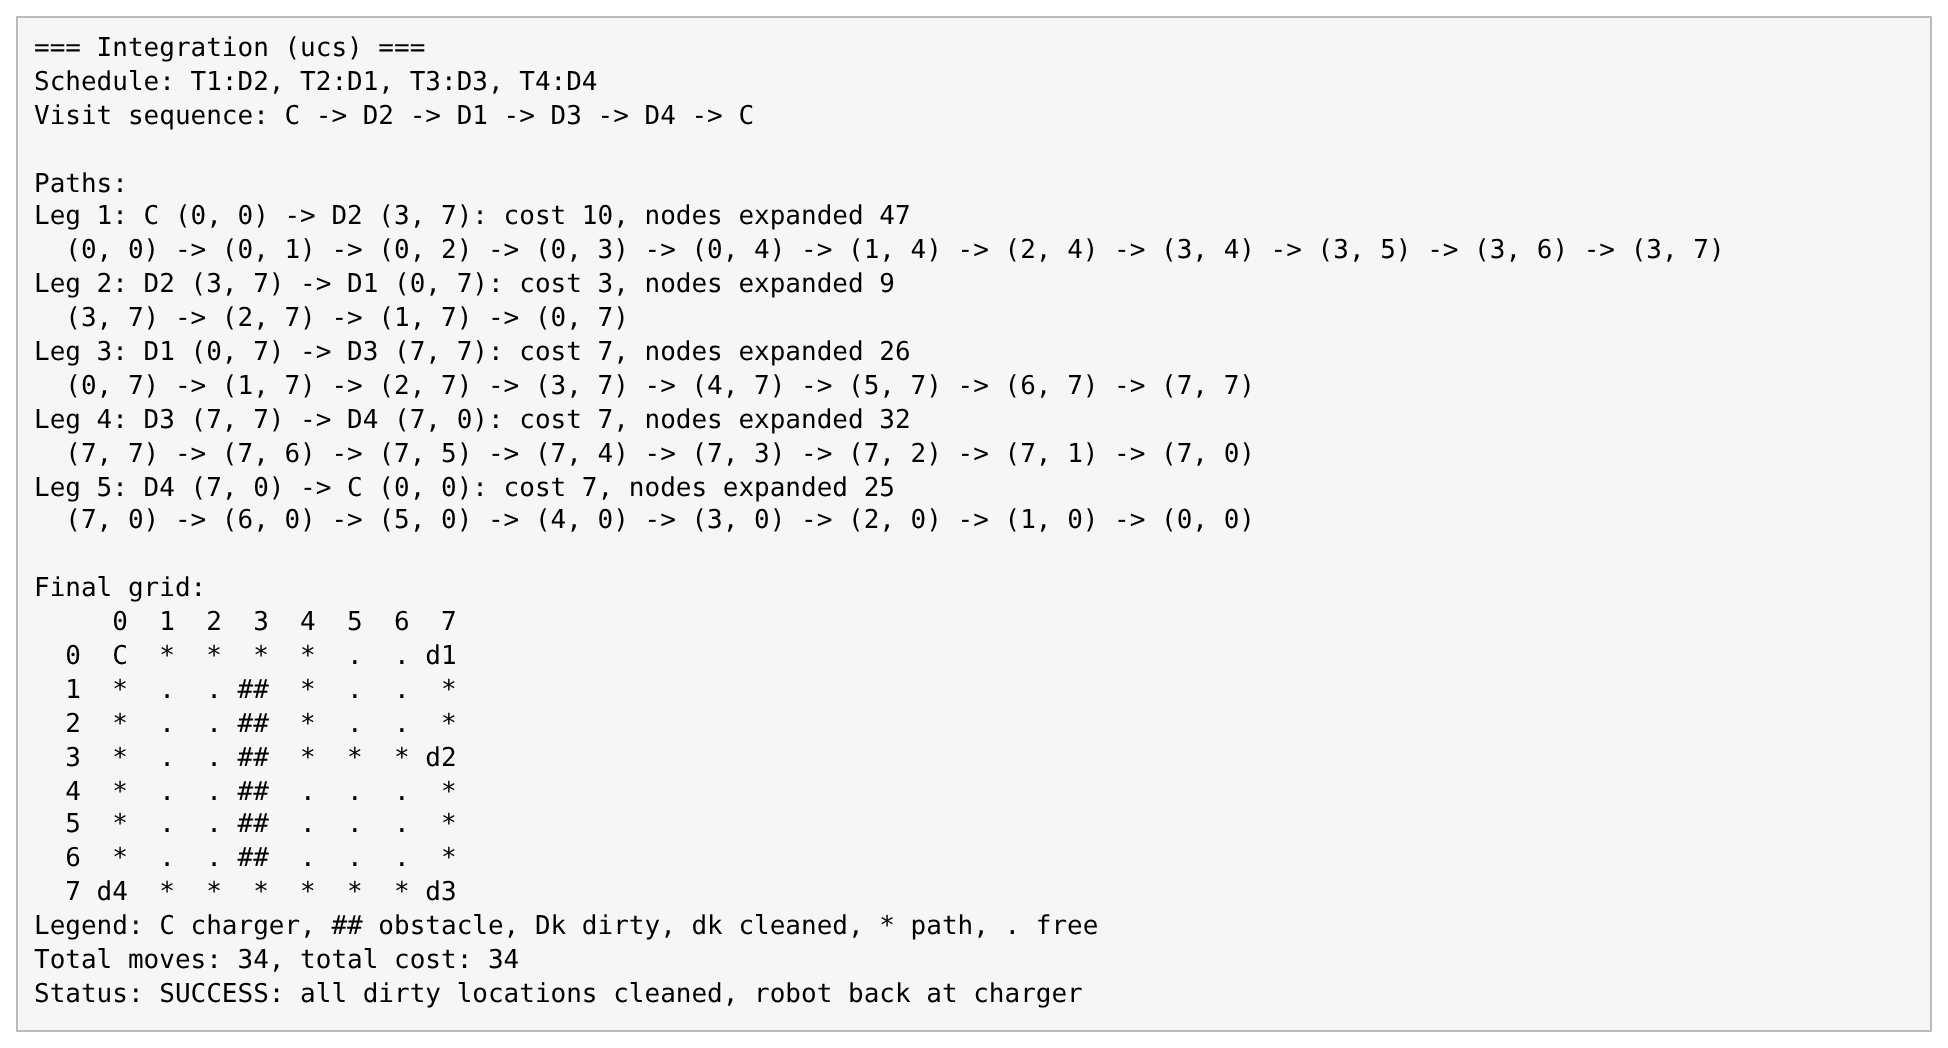 === Integration (ucs) ===
Schedule: T1:D2, T2:D1, T3:D3, T4:D4
Visit sequence: C -> D2 -> D1 -> D3 -> D4 -> C

Paths:
Leg 1: C (0, 0) -> D2 (3, 7): cost 10, nodes expanded 47
  (0, 0) -> (0, 1) -> (0, 2) -> (0, 3) -> (0, 4) -> (1, 4) -> (2, 4) -> (3, 4) -> (3, 5) -> (3, 6) -> (3, 7)
Leg 2: D2 (3, 7) -> D1 (0, 7): cost 3, nodes expanded 9
  (3, 7) -> (2, 7) -> (1, 7) -> (0, 7)
Leg 3: D1 (0, 7) -> D3 (7, 7): cost 7, nodes expanded 26
  (0, 7) -> (1, 7) -> (2, 7) -> (3, 7) -> (4, 7) -> (5, 7) -> (6, 7) -> (7, 7)
Leg 4: D3 (7, 7) -> D4 (7, 0): cost 7, nodes expanded 32
  (7, 7) -> (7, 6) -> (7, 5) -> (7, 4) -> (7, 3) -> (7, 2) -> (7, 1) -> (7, 0)
Leg 5: D4 (7, 0) -> C (0, 0): cost 7, nodes expanded 25
  (7, 0) -> (6, 0) -> (5, 0) -> (4, 0) -> (3, 0) -> (2, 0) -> (1, 0) -> (0, 0)

Final grid:
     0  1  2  3  4  5  6  7
  0  C  *  *  *  *  .  . d1
  1  *  .  . ##  *  .  .  *
  2  *  .  . ##  *  .  .  *
  3  *  .  . ##  *  *  * d2
  4  *  .  . ##  .  .  .  *
  5  *  .  . ##  .  .  .  *
  6  *  .  . ##  .  .  .  *
  7 d4  *  *  *  *  *  * d3
Legend: C charger, ## obstacle, Dk dirty, dk cleaned, * path, . free
Total moves: 34, total cost: 34
Status: SUCCESS: all dirty locations cleaned, robot back at charger